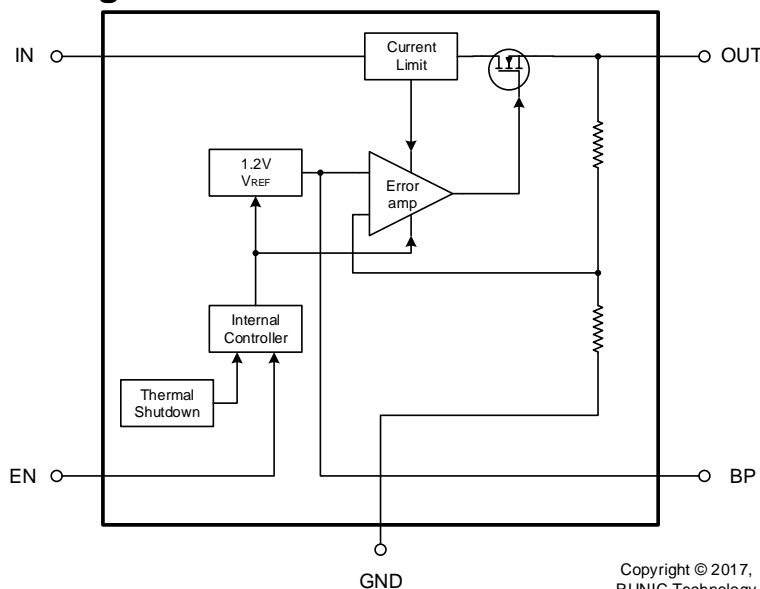 IN
Current
Limit
OUT
1.2V
VREF
Error
amp
Internal
Controller
Thermal
Shutdown
EN
BP
GND
Copyright © 2017,